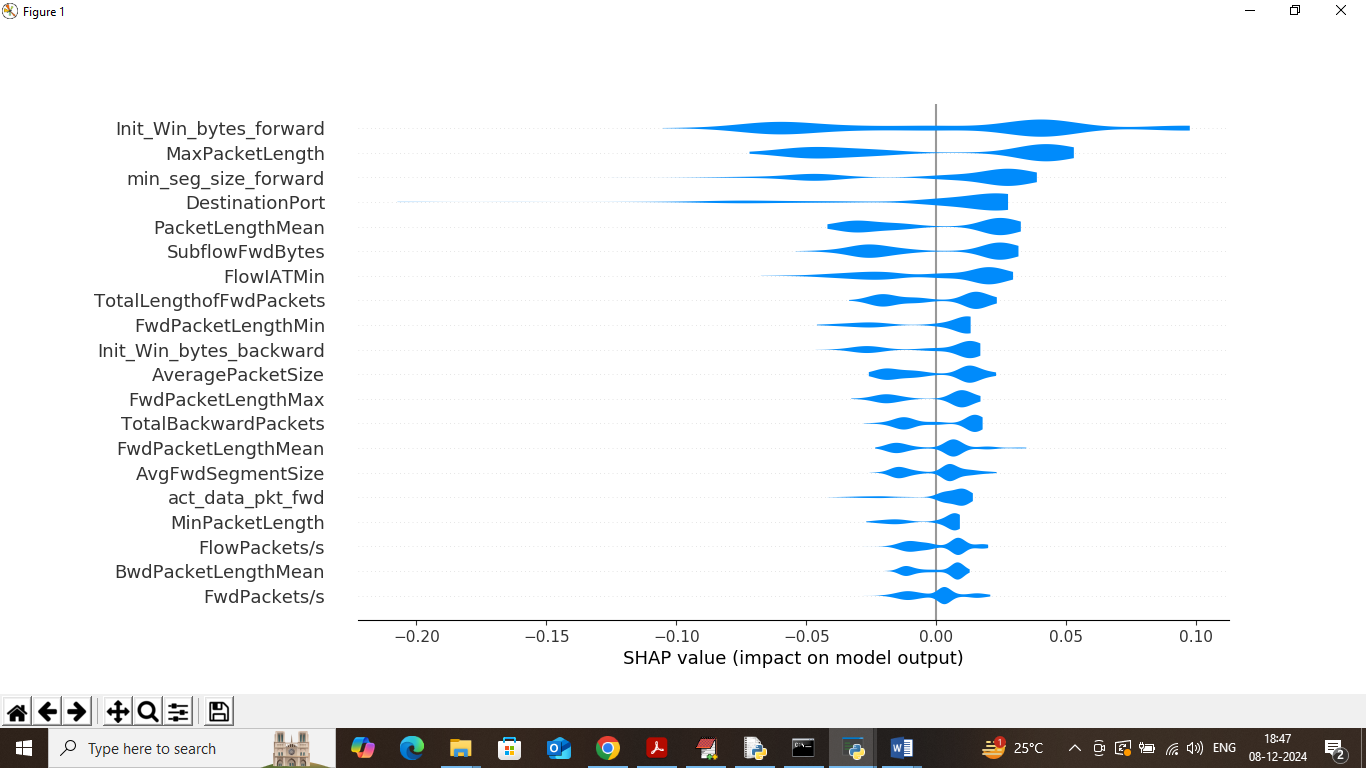 Figure 1
Init_Win_bytes_forward
MaxPacketLength
min_seg_size_forward
DestinationPort
PacketLengthMean
SubflowFwdBytes
FlowIATMin
TotalLengthofFwdPackets
FwdPacketLengthMin
Init_Win_bytes_backward
AveragePacketSize
FwdPacketLengthMax
TotalBackwardPackets
FwdPacketLengthMean
AvgFwdSegmentSize
act_data_pkt_fwd
MinPacketLength
FlowPackets/s
BwdPacketLengthMean
FwdPackets/s
−0.20 −0.15 −0.10 −0.05 0.00 0.05 0.10
SHAP value (impact on model output)
Type here to search
1
25°C
ENG
18:47
08-12-2024
2